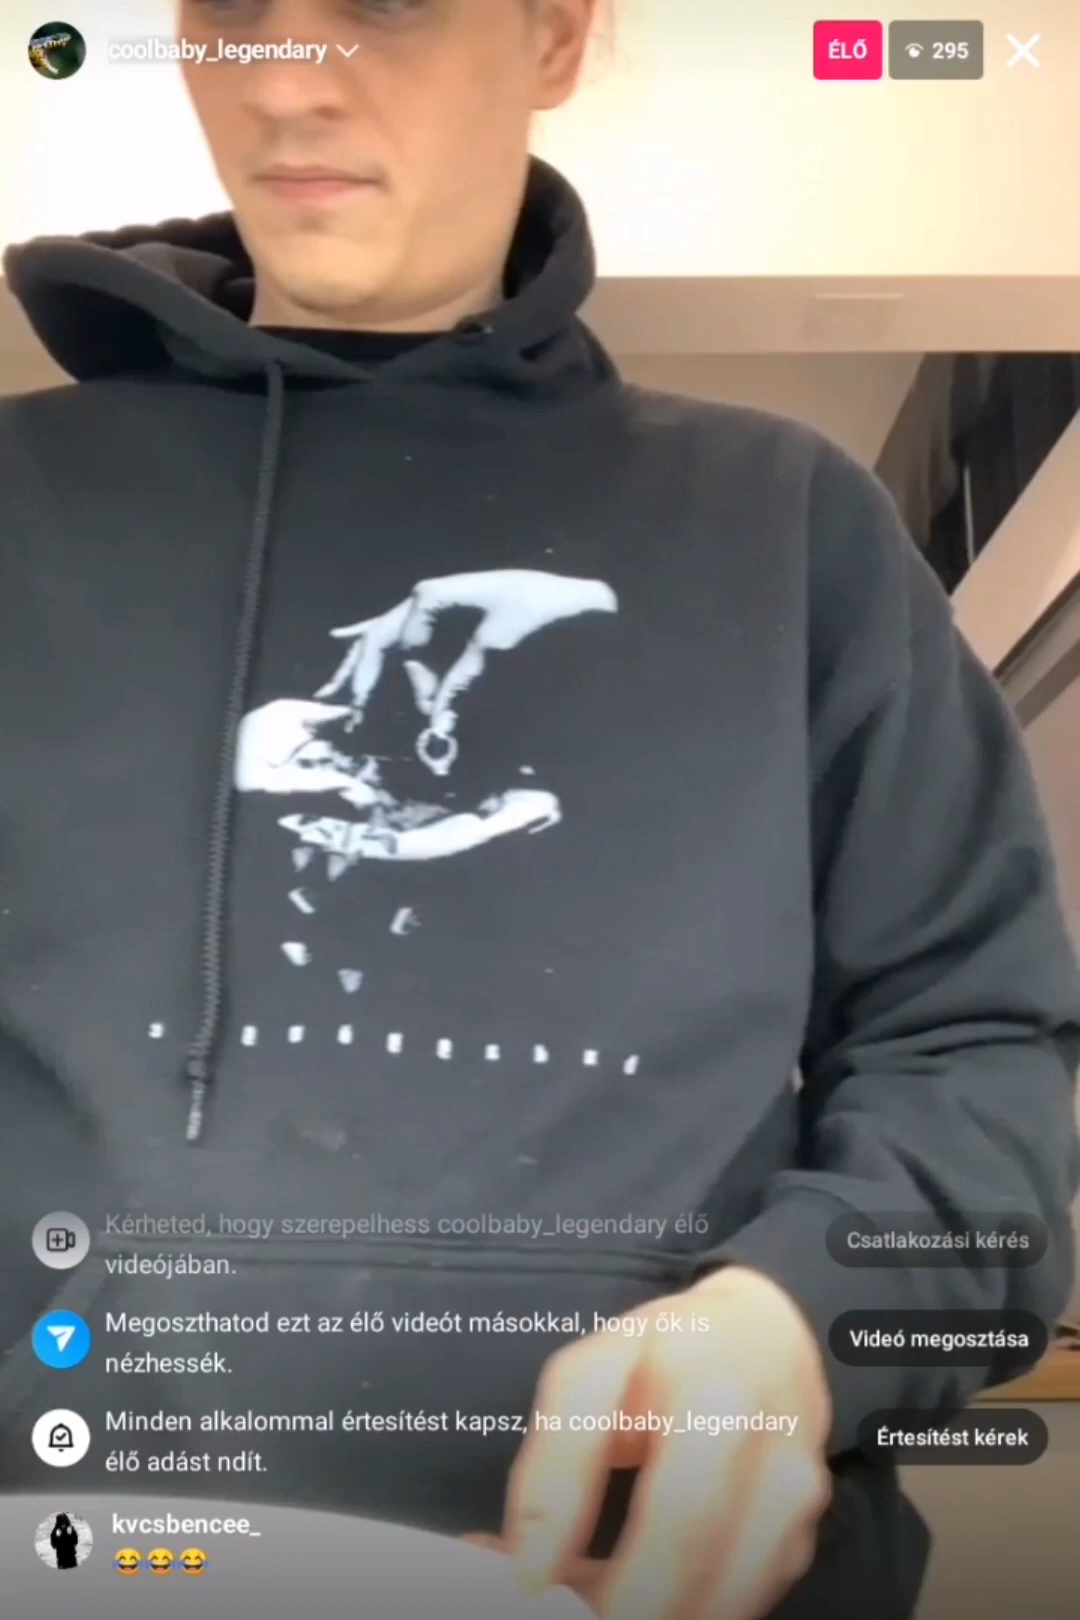 coolbaby_legendary
ÉLŐ
295
Kérheted, hogy szerepelhess coolbaby_legendary élő
videójában.
Csatlakozási kérés
Megoszthatod ezt az élő videót másokkal, hogy ők is
nézhessék.
Videó megosztása
Minden alkalommal értesítést kapsz, ha coolbaby_legendary
élő adást ndít.
Értesítést kérek
kvcsbencee_
😂😂😂